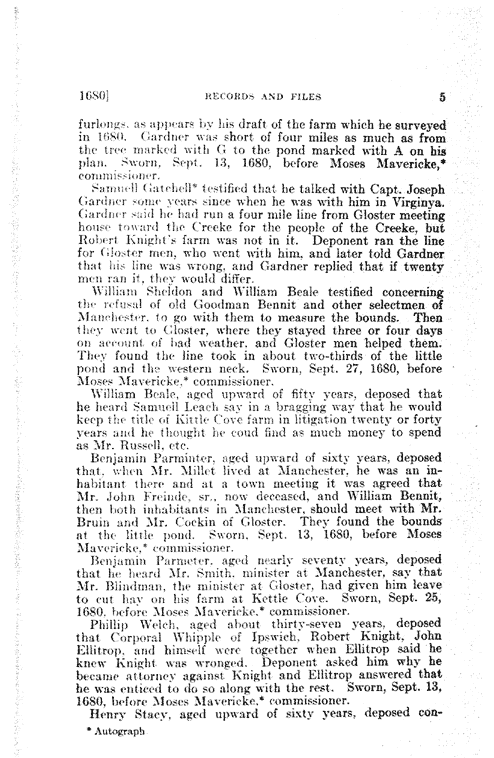 1680]	RECORDS AND FILES	5
furlongs, as appears by his draft of the farm which he surveyed
in 1680. Gardner was short of four miles as much as from
the tree marked with G to the pond marked with A on his
plan. Sworn, Sept. 13, 1680, before Moses Mavericke,*
commissioner.
Samuell Gatchell* testified that he talked with Capt. Joseph
Gardner some years since when he was with him in Virginya.
Gardner said he had run a four mile line from Gloster meeting
house toward the Creeke for the people of the Creeke, but
Robert Knight's farm was not in it. Deponent ran the line
for Gloster men, who went with him, and later told Gardner
that his line was wrong, and Gardner replied that if twenty
men ran it, they would differ.
William Sheldon and William Beale testified concerning
the refusal of old Goodman Bennit and other selectmen of
Manchester, to go with them to measure the bounds. Then
they went to Gloster, where they stayed three or four days
on account of bad weather, and Gloster men helped them.
They found the line took in about two-thirds of the little
pond and the western neck. Sworn, Sept. 27, 1680, before
Moses Mavericke,* commissioner.
William Beale, aged upward of fifty years, deposed that
he heard Samuell Leach say in a bragging way that he would
keep the title of Kittle Cove farm in litigation twenty or forty
years and he thought he coud find as much money to spend
as Mr. Russell, etc.
Benjamin Parminter, aged upward of sixty years, deposed
that, when Mr. Millet lived at Manchester, he was an in-
habitant there and at a town meeting it was agreed that
Mr. John Freinde, sr., now deceased, and William Bennit,
then both inhabitants in Manchester, should meet with Mr.
Bruin and Mr. Cockin of Gloster. They found the bounds
at the little pond. Sworn, Sept. 13, 1680, before Moses
Mavericke,* commissioner.
Benjamin Parmeter, aged nearly seventy years, deposed
that he heard Mr. Smith, minister at Manchester, say that
Mr. Blindman, the minister at Gloster, had given him leave
to cut hay on his farm at Kettle Cove. Sworn, Sept. 25,
1680, before Moses Mavericke,* commissioner.
Phillip Welch, aged about thirty-seven years, deposed
that Corporal Whipple of Ipswich, Robert Knight, John
Ellitrop, and himself were together when Ellitrop said he
knew Knight was wronged. Deponent asked him why he
became attorney against Knight and Ellitrop answered that
he was enticed to do so along with the rest. Sworn, Sept. 13,
1680, before Moses Mavericke,* commissioner.
Henry Stacy, aged upward of sixty years, deposed con-
* Autograph